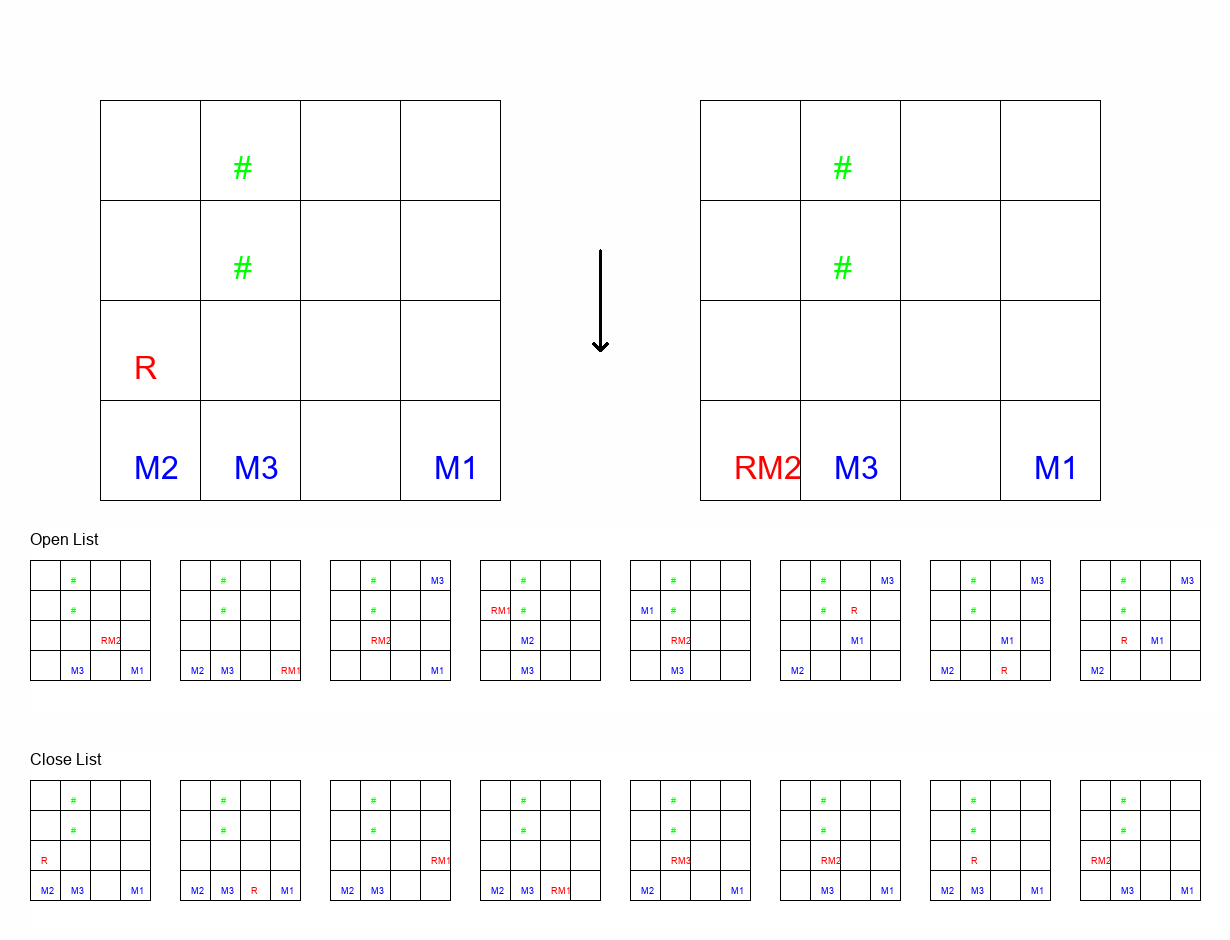 # #
# #
R
M2 M3 M1 RM2 M3 M1
Open List
# # # M3 # # # M3 # M3 # M3
# # # RM1 # M1 # # R # #
RM2 RM2 M2 RM2 M1 M1 R M1
M3 M1 M2 M3 RM1 M1 M3 M3 M2 M2 R M2
Close List
# # # # # # # #
# # # # # # # #
R RM1 RM3 RM2 R RM2
M2 M3 M1 M2 M3 R M1 M2 M3 M2 M3 RM1 M2 M1 M3 M1 M2 M3 M1 M3 M1